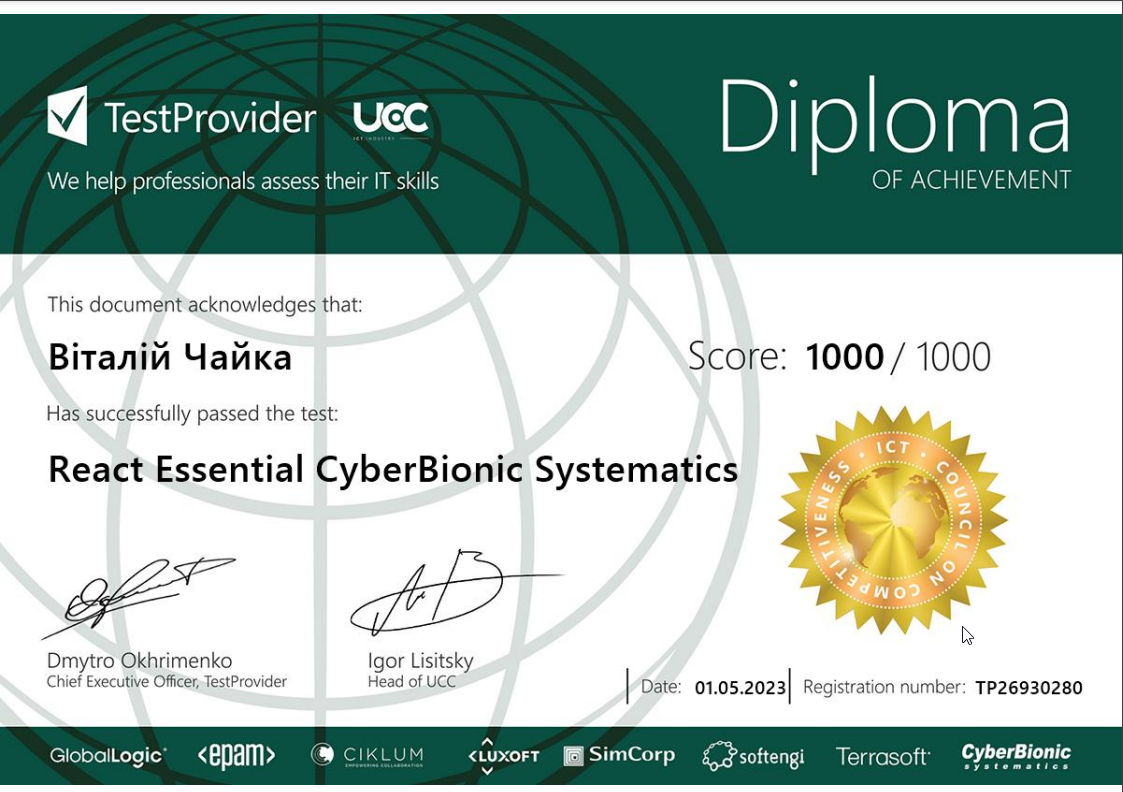 TestProvider
UCC
ICT INDUSTRY
We help professionals assess their IT skills
Diploma
OF ACHIEVEMENT
This document acknowledges that:
Віталій Чайка
Score: 1000 / 1000
Has successfully passed the test:
React Essential CyberBionic Systematics
ICT • COUNCIL ON COMPETITIVENESS •
Dmytro Okhrimenko
Chief Executive Officer, TestProvider
Igor Lisitsky
Head of UCC
Date: 01.05.2023
Registration number: TP26930280
GlobalLogic
<epam>
CIKLUM
EMPOWERING COLLABORATION
<LUXOFT
SimCorp
softengi
Terrasoft
CyberBionic
systematics